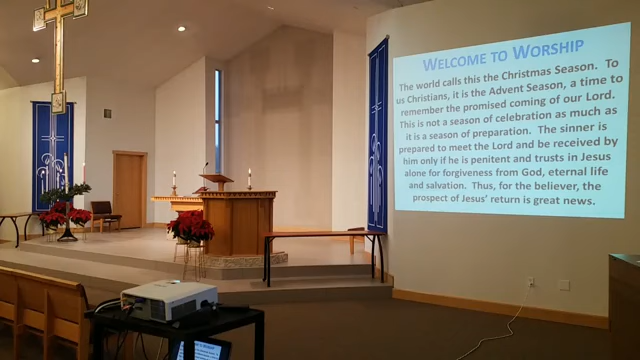 WELCOME TO WORSHIP
The world calls this the Christmas Season. To
us Christians, it is the Advent Season, a time to
remember the promised coming of our Lord.
This is not a season of celebration as much as
it is a season of preparation. The sinner is
prepared to meet the Lord and be received by
him only if he is penitent and trusts in Jesus
alone for forgiveness from God, eternal life
and salvation. Thus, for the believer, the
prospect of Jesus' return is great news.